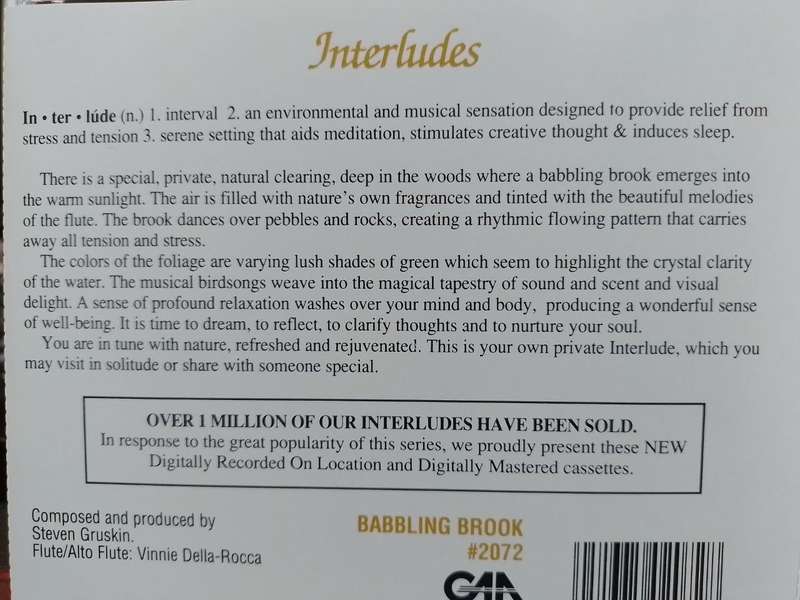 Interludes
In • ter • lúde (n.) 1. interval 2. an environmental and musical sensation designed to provide relief from
stress and tension 3. serene setting that aids meditation, stimulates creative thought & induces sleep.
There is a special, private, natural clearing, deep in the woods where a babbling brook emerges into
the warm sunlight. The air is filled with nature's own fragrances and tinted with the beautiful melodies
of the flute. The brook dances over pebbles and rocks, creating a rhythmic flowing pattern that carries
away all tension and stress.
The colors of the foliage are varying lush shades of green which seem to highlight the crystal clarity
of the water. The musical birdsongs weave into the magical tapestry of sound and scent and visual
delight. A sense of profound relaxation washes over your mind and body, producing a wonderful sense
of well-being. It is time to dream, to reflect, to clarify thoughts and to nurture your soul.
You are in tune with nature, refreshed and rejuvenated. This is your own private Interlude, which you
may visit in solitude or share with someone special.
OVER 1 MILLION OF OUR INTERLUDES HAVE BEEN SOLD.
In response to the great popularity of this series, we proudly present these NEW
Digitally Recorded On Location and Digitally Mastered cassettes.
Composed and produced by
Steven Gruskin.
Flute/Alto Flute: Vinnie Della-Rocca
BABBLING BROOK
#2072